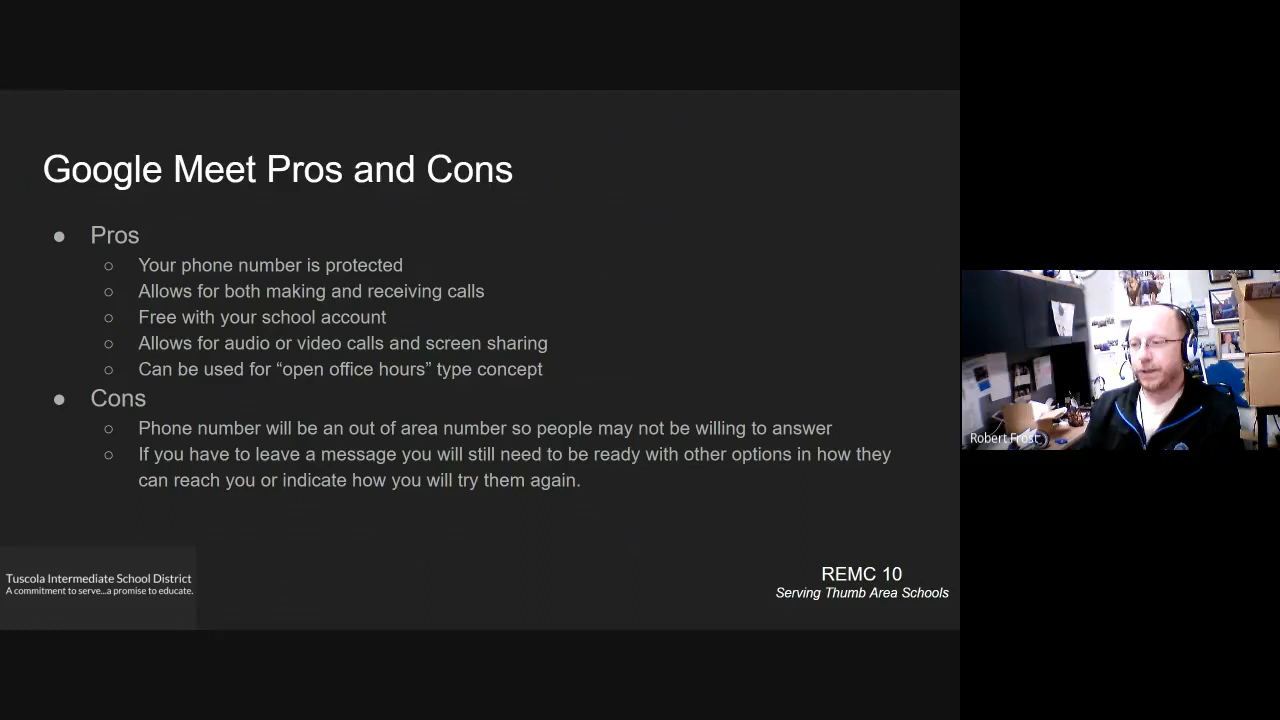 Google Meet Pros and Cons
● Pros
○ Your phone number is protected
○ Allows for both making and receiving calls
○ Free with your school account
○ Allows for audio or video calls and screen sharing
○ Can be used for “open office hours” type concept
● Cons
○ Phone number will be an out of area number so people may not be willing to answer
○ If you have to leave a message you will still need to be ready with other options in how they
can reach you or indicate how you will try them again.
Tuscola Intermediate School District
A commitment to serve...a promise to educate.
REMC 10
Serving Thumb Area Schools
Robert Frost